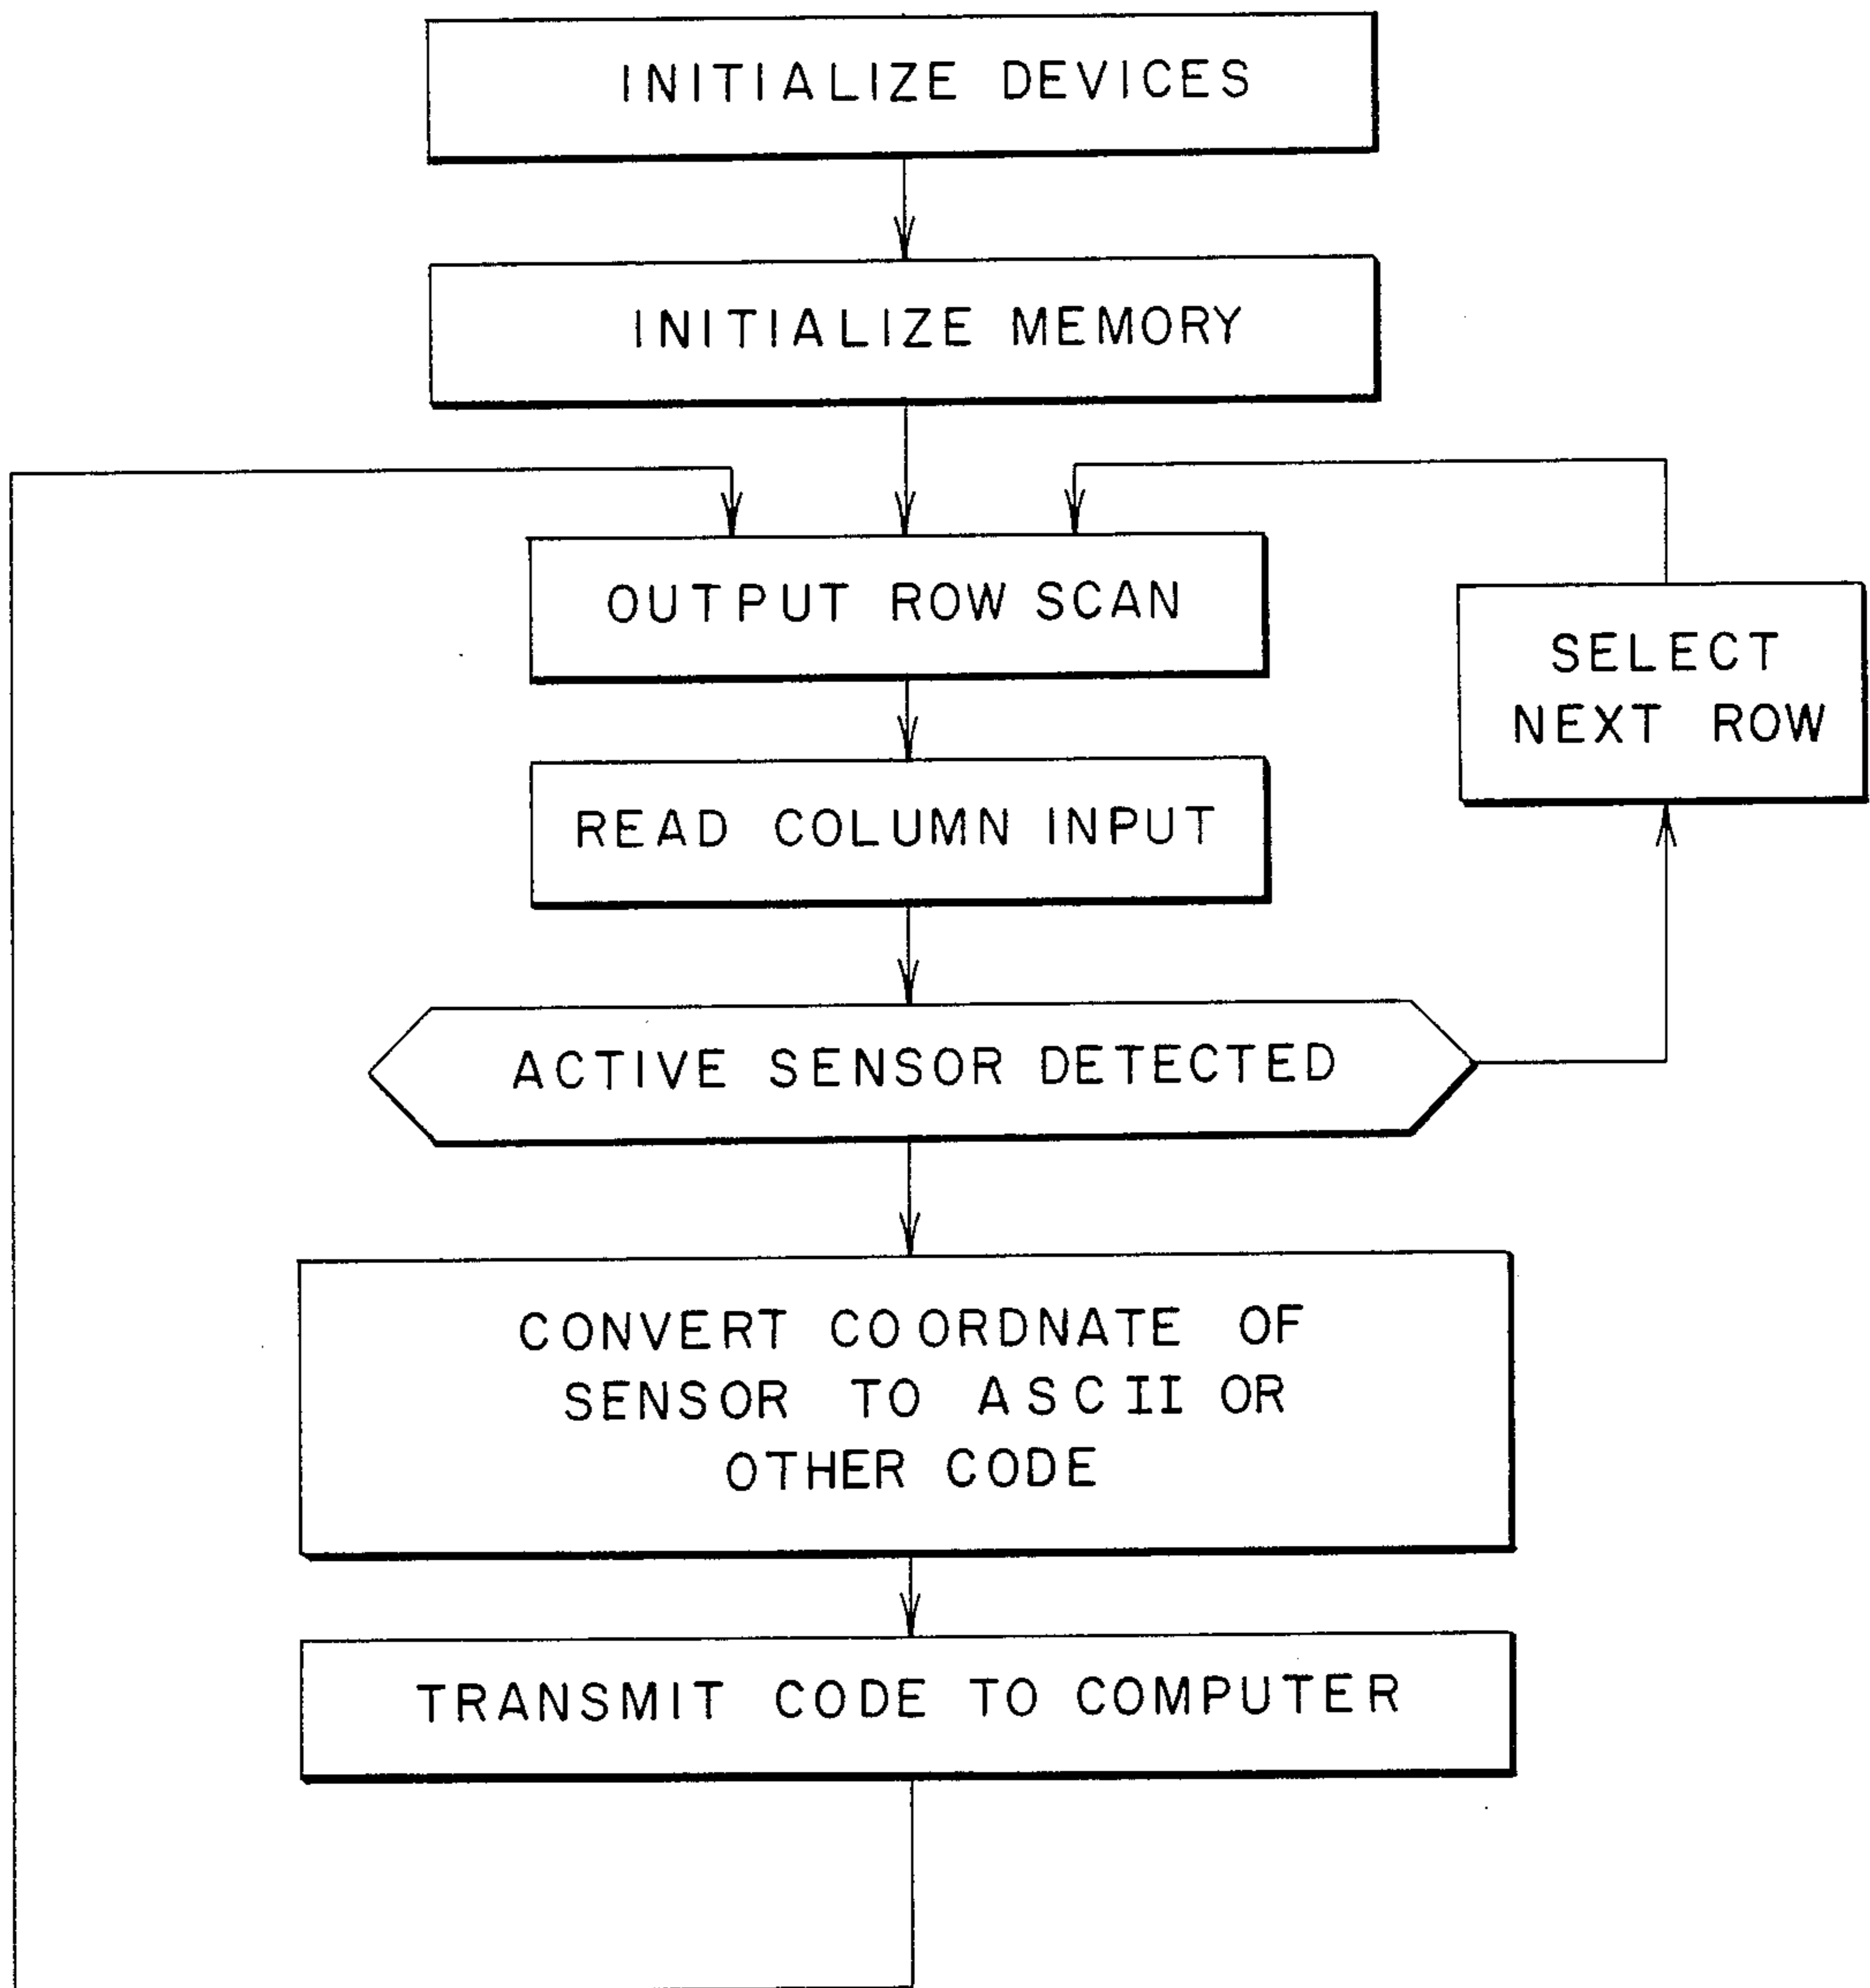 INITIALIZE DEVICES
INITIALIZE MEMORY
OUTPUT ROW SCAN
SELECT
NEXT ROW
READ COLUMN INPUT
ACTIVE SENSOR DETECTED
CONVERT COORDNATE OF
SENSOR TO ASCII OR
OTHER CODE
TRANSMIT CODE TO COMPUTER